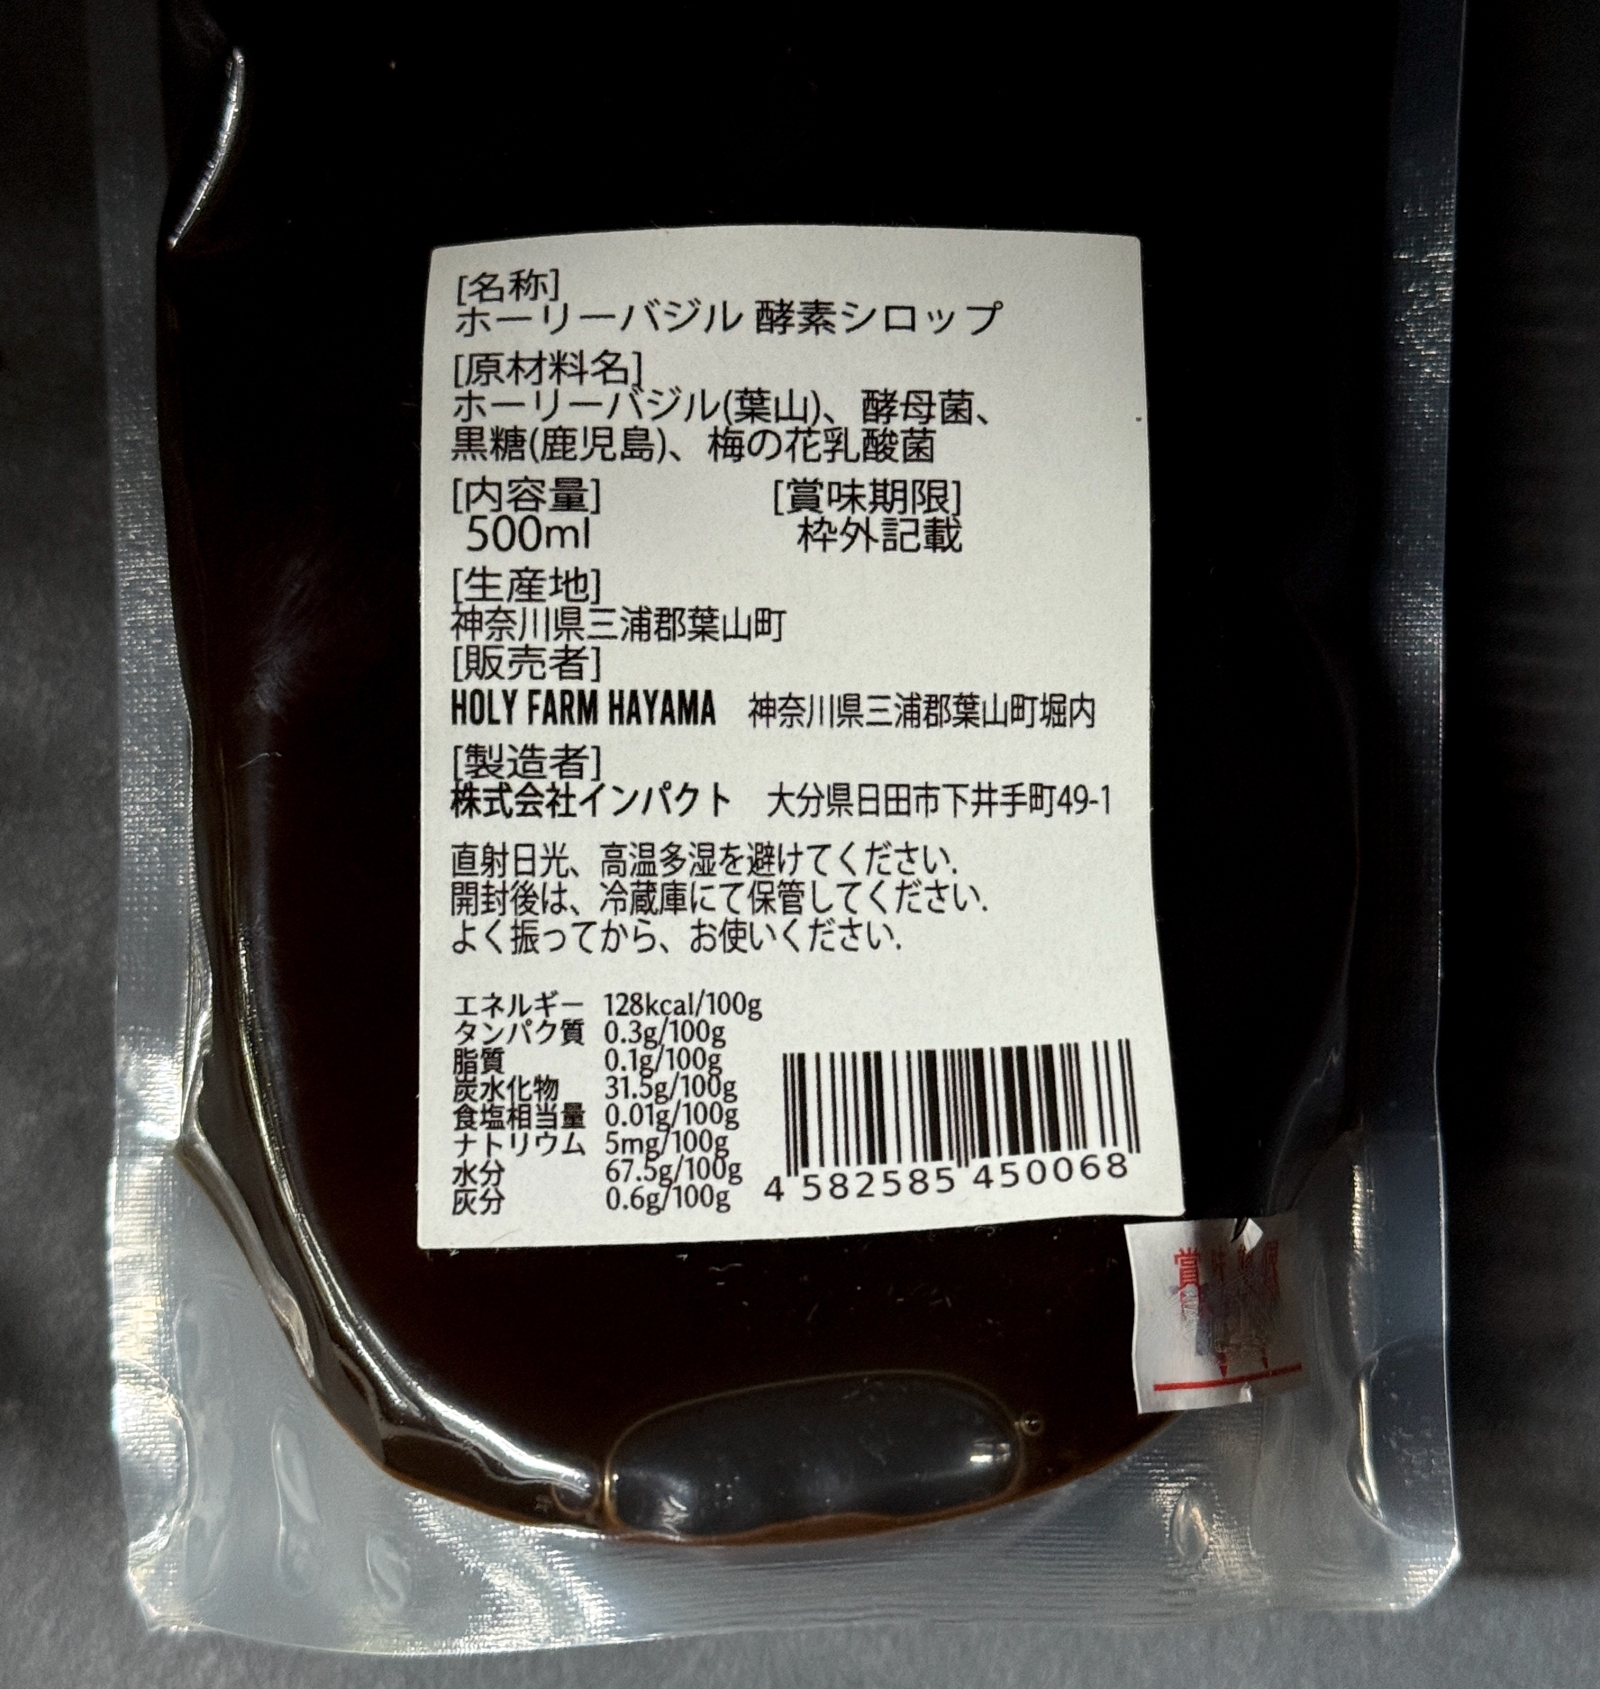 [名称]
ホーリーバジル 酵素シロップ
[原材料名]
ホーリーバジル(葉山)、酵母菌、
黒糖(鹿児島)、梅の花乳酸菌
[内容量] [賞味期限]
500ml 枠外記載
[生産地]
神奈川県三浦郡葉山町
[販売者]
HOLY FARM HAYAMA 神奈川県三浦郡葉山町堀内
[製造者]
株式会社インパクト 大分県日田市下井手町49-1
直射日光、高温多湿を避けてください.
開封後は、冷蔵庫にて保管してください.
よく振ってから、お使いください.
エネルギー 128kcal/100g
タンパク質 0.3g/100g
脂質 0.1g/100g
炭水化物 31.5g/100g
食塩相当量 0.01g/100g
ナトリウム 5mg/100g
水分 67.5g/100g
灰分 0.6g/100g
4 582585 450068
賞味期限